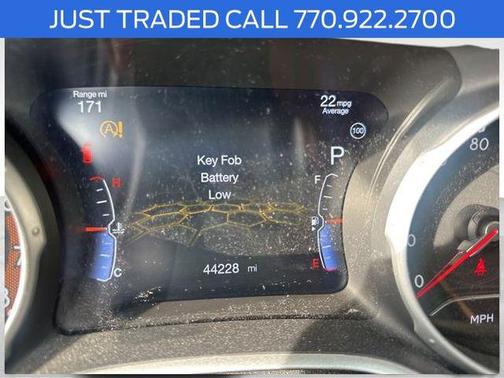 JUST TRADED CALL 770.922.2700
Range mi
171
22 mpg
Average
A!
100
Key Fob
Battery
Low
P
H
F
C
E
44228 mi
80
0
MPH